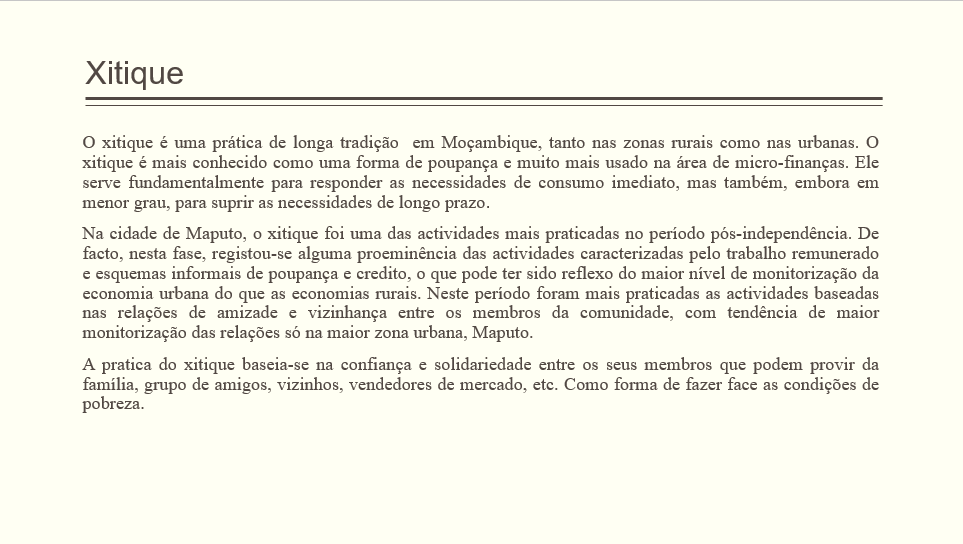 Xitique
O xitique é uma prática de longa tradição  em Moçambique, tanto nas zonas rurais como nas urbanas. O
xitique é mais conhecido como uma forma de poupança e muito mais usado na área de micro-finanças. Ele
serve fundamentalmente para responder as necessidades de consumo imediato, mas também, embora em
menor grau, para suprir as necessidades de longo prazo.
Na cidade de Maputo, o xitique foi uma das actividades mais praticadas no período pós-independência. De
facto, nesta fase, registou-se alguma proeminência das actividades caracterizadas pelo trabalho remunerado
e esquemas informais de poupança e credito, o que pode ter sido reflexo do maior nível de monitorização da
economia urbana do que as economias rurais. Neste período foram mais praticadas as actividades baseadas
nas relações de amizade e vizinhança entre os membros da comunidade, com tendência de maior
monitorização das relações só na maior zona urbana, Maputo.
A pratica do xitique baseia-se na confiança e solidariedade entre os seus membros que podem provir da
família, grupo de amigos, vizinhos, vendedores de mercado, etc. Como forma de fazer face as condições de
pobreza.